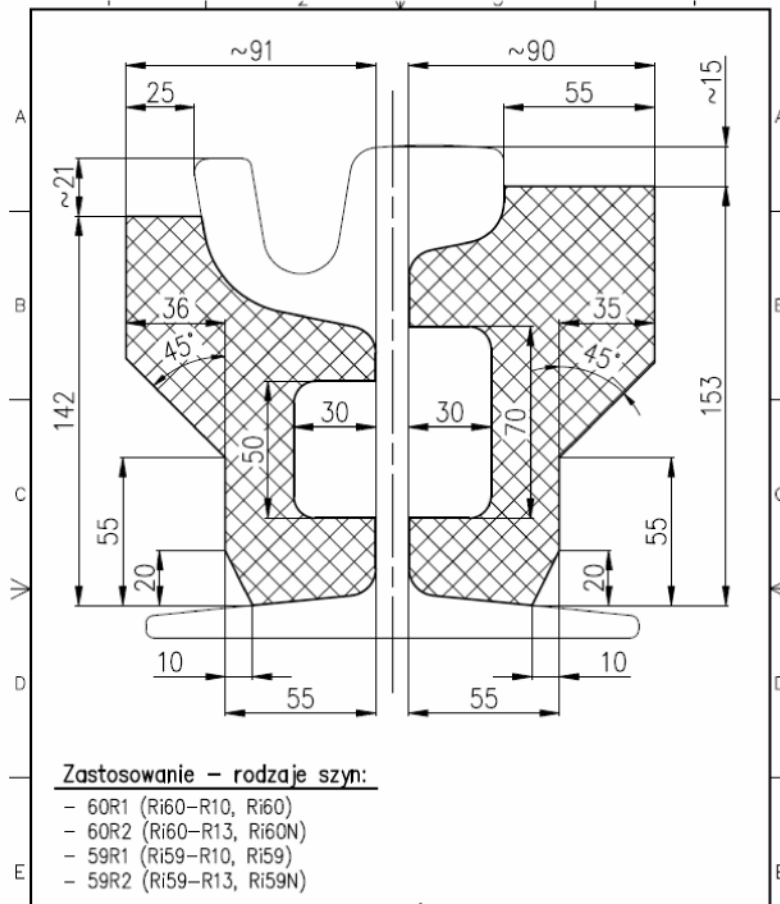 ~91
~90
25
55
~15
A
~21
B
36
35
45°
45°
142
153
30
30
50
70
C
C
55
55
20
20
10
10
D
D
55
55
Zastosowanie – rodzaje szyn:
- 60R1 (Ri60-R10, Ri60)
- 60R2 (Ri60-R13, Ri60N)
- 59R1 (Ri59-R10, Ri59)
- 59R2 (Ri59-R13, Ri59N)
E